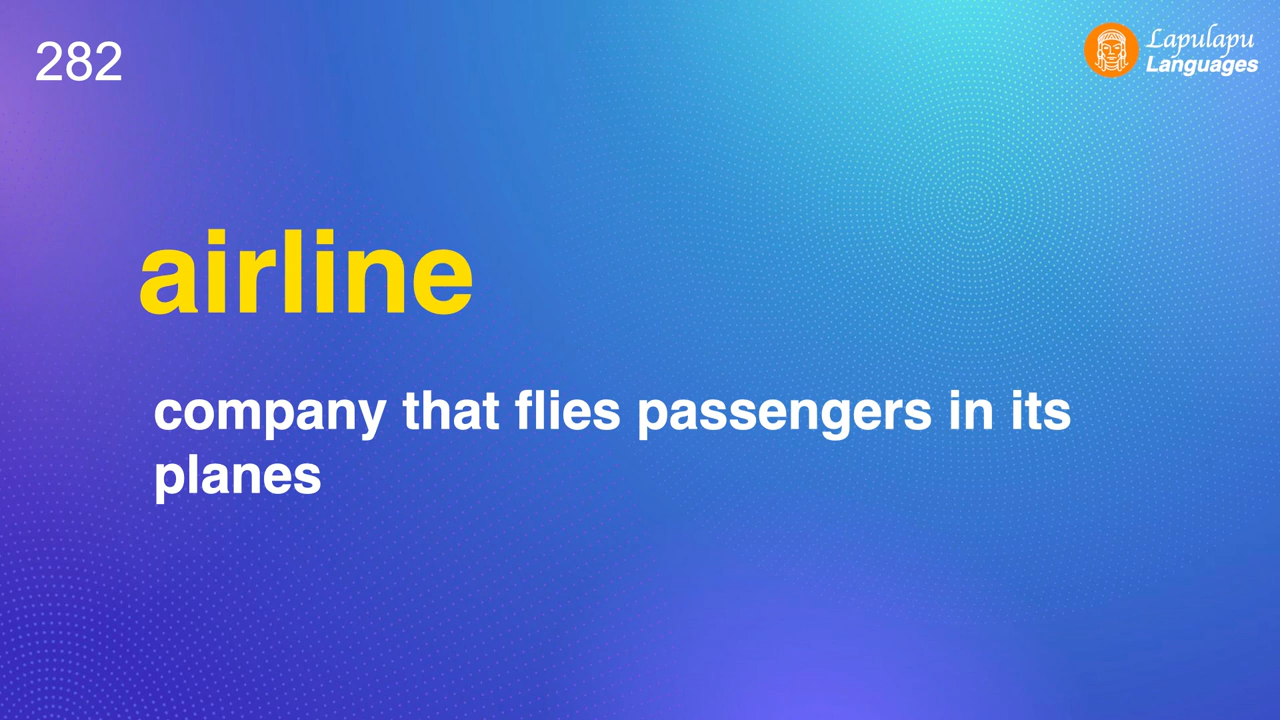 282
Lapulapu
Languages
airline
company that flies passengers in its
planes